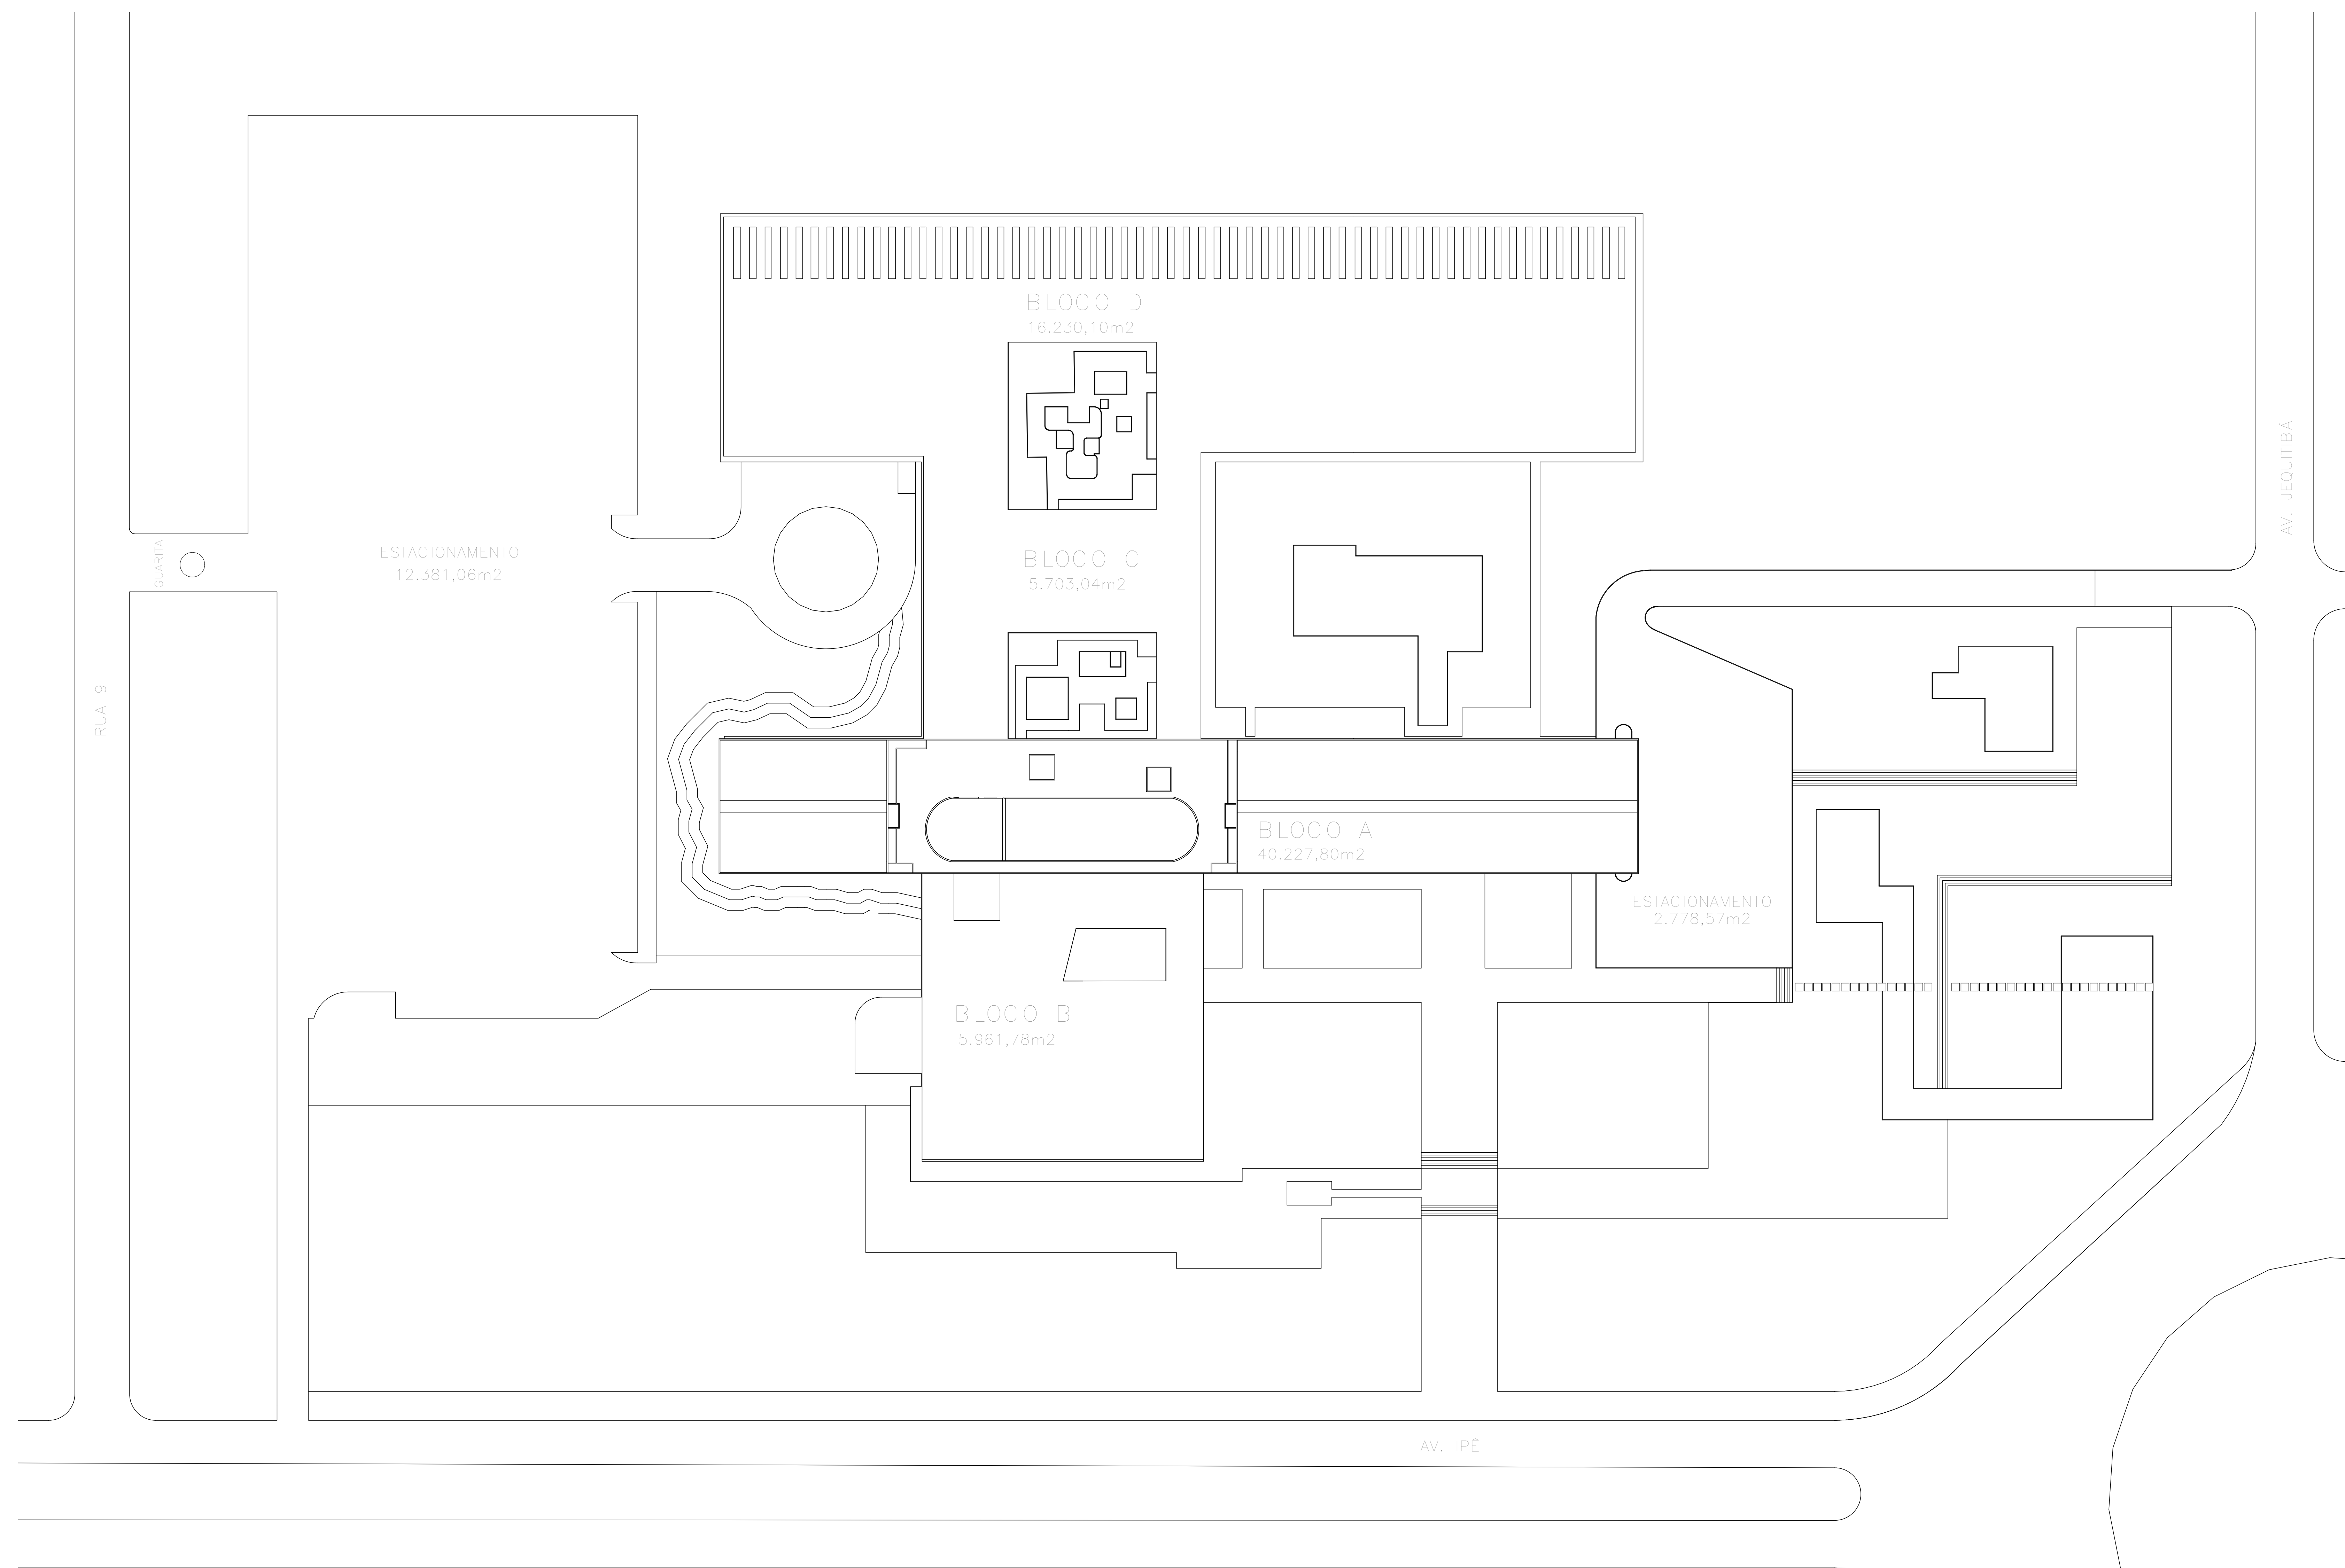 BLOCO D
16.230,10m2
AV. JEQUITIBÁ
GUARITA
ESTACIONAMENTO
12.381,06m2
BLOCO C
5.703,04m2
RUA 9
BLOCO A
40.227,80m2
ESTACIONAMENTO
2.778,57m2
BLOCO B
5.961,78m2
AV. IPÊ